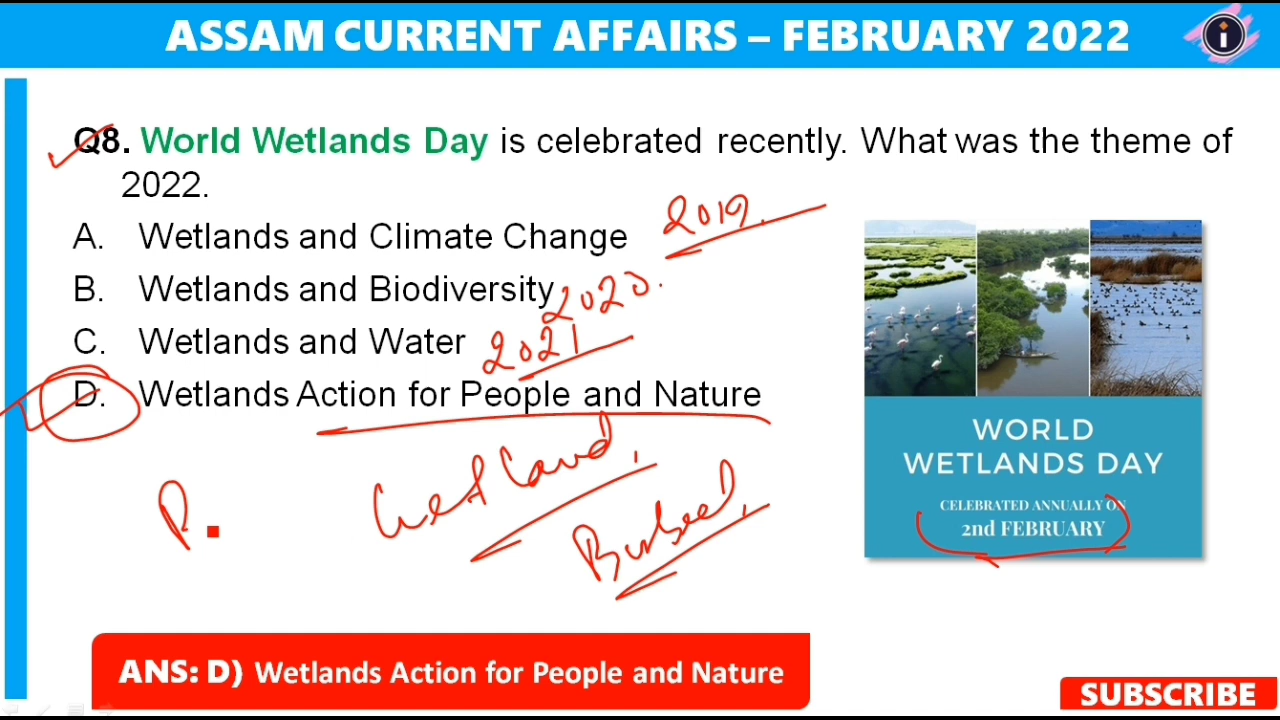 ASSAM CURRENT AFFAIRS – FEBRUARY 2022
i
Q8. World Wetlands Day is celebrated recently. What was the theme of
2022.
A. Wetlands and Climate Change 2019.
B. Wetlands and Biodiversity 2020.
C. Wetlands and Water 2021
D. Wetlands Action for People and Nature
Wetland,
P
WORLD
WETLANDS DAY
CELEBRATED ANNUALLY ON
2nd FEBRUARY
ANS: D) Wetlands Action for People and Nature
SUBSCRIBE